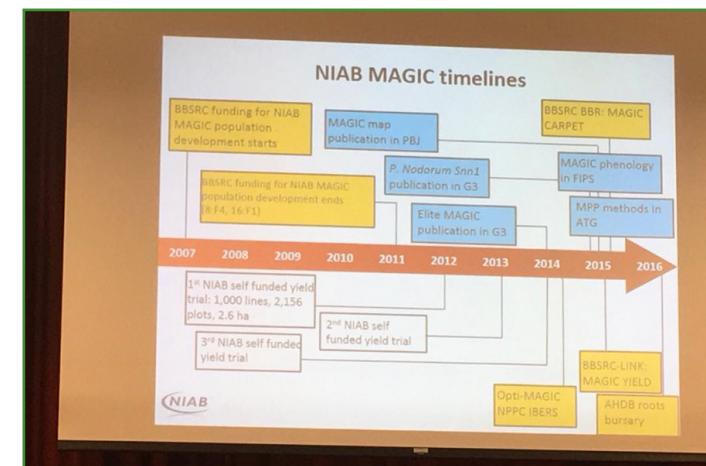 NIAB MAGIC timelines
BBSRC funding for NIAB
MAGIC population
development starts
MAGIC map
publication in PBJ
BBSRC BBR: MAGIC
CARPET
P. Nodorum Snn1
publication in G3
MAGIC phenology
in FIPS
BBSRC funding for NIAB MAGIC
population development ends
(8:F4, 16:F1)
Elite MAGIC
publication in G3
MPP methods in
ATG
2007 2008 2009 2010 2011 2012 2013 2014 2015 2016
1st NIAB self funded yield
trial: 1,000 lines, 2,156
plots, 2.6 ha
2nd NIAB self
funded yield trial
3rd NIAB self funded
yield trial
BBSRC-LINK:
MAGIC YIELD
Opti-MAGIC
NPPC IBERS
AHDB roots
bursary
NIAB